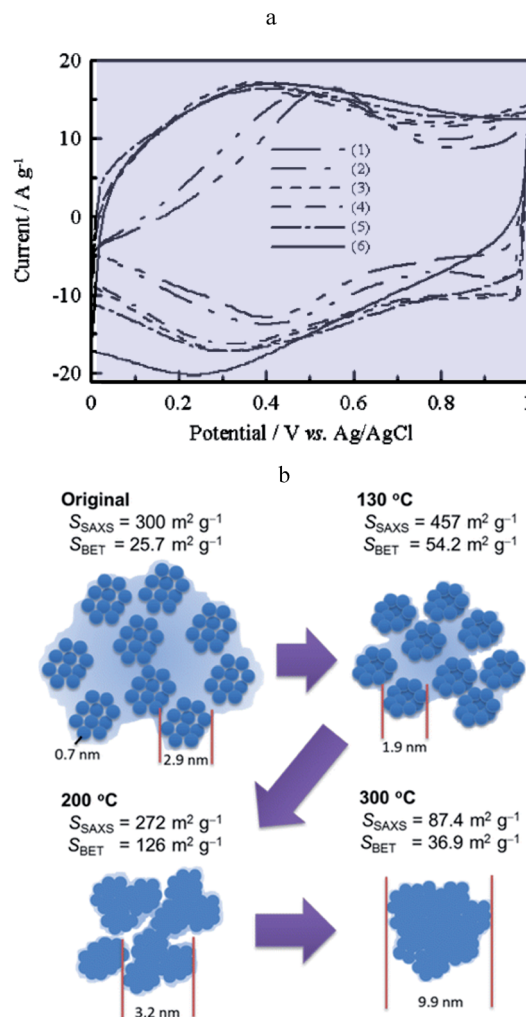 a
20
10
0
-10
-20
Current / A g⁻¹
(1)
(2)
(3)
(4)
(5)
(6)
0
0.2
0.4
0.6
0.8
Potential / V vs. Ag/AgCl
b
Original
S_SAXS = 300 m² g⁻¹
S_BET = 25.7 m² g⁻¹
130 °C
S_SAXS = 457 m² g⁻¹
S_BET = 54.2 m² g⁻¹
0.7 nm
2.9 nm
1.9 nm
200 °C
S_SAXS = 272 m² g⁻¹
S_BET = 126 m² g⁻¹
300 °C
S_SAXS = 87.4 m² g⁻¹
S_BET = 36.9 m² g⁻¹
3.2 nm
9.9 nm